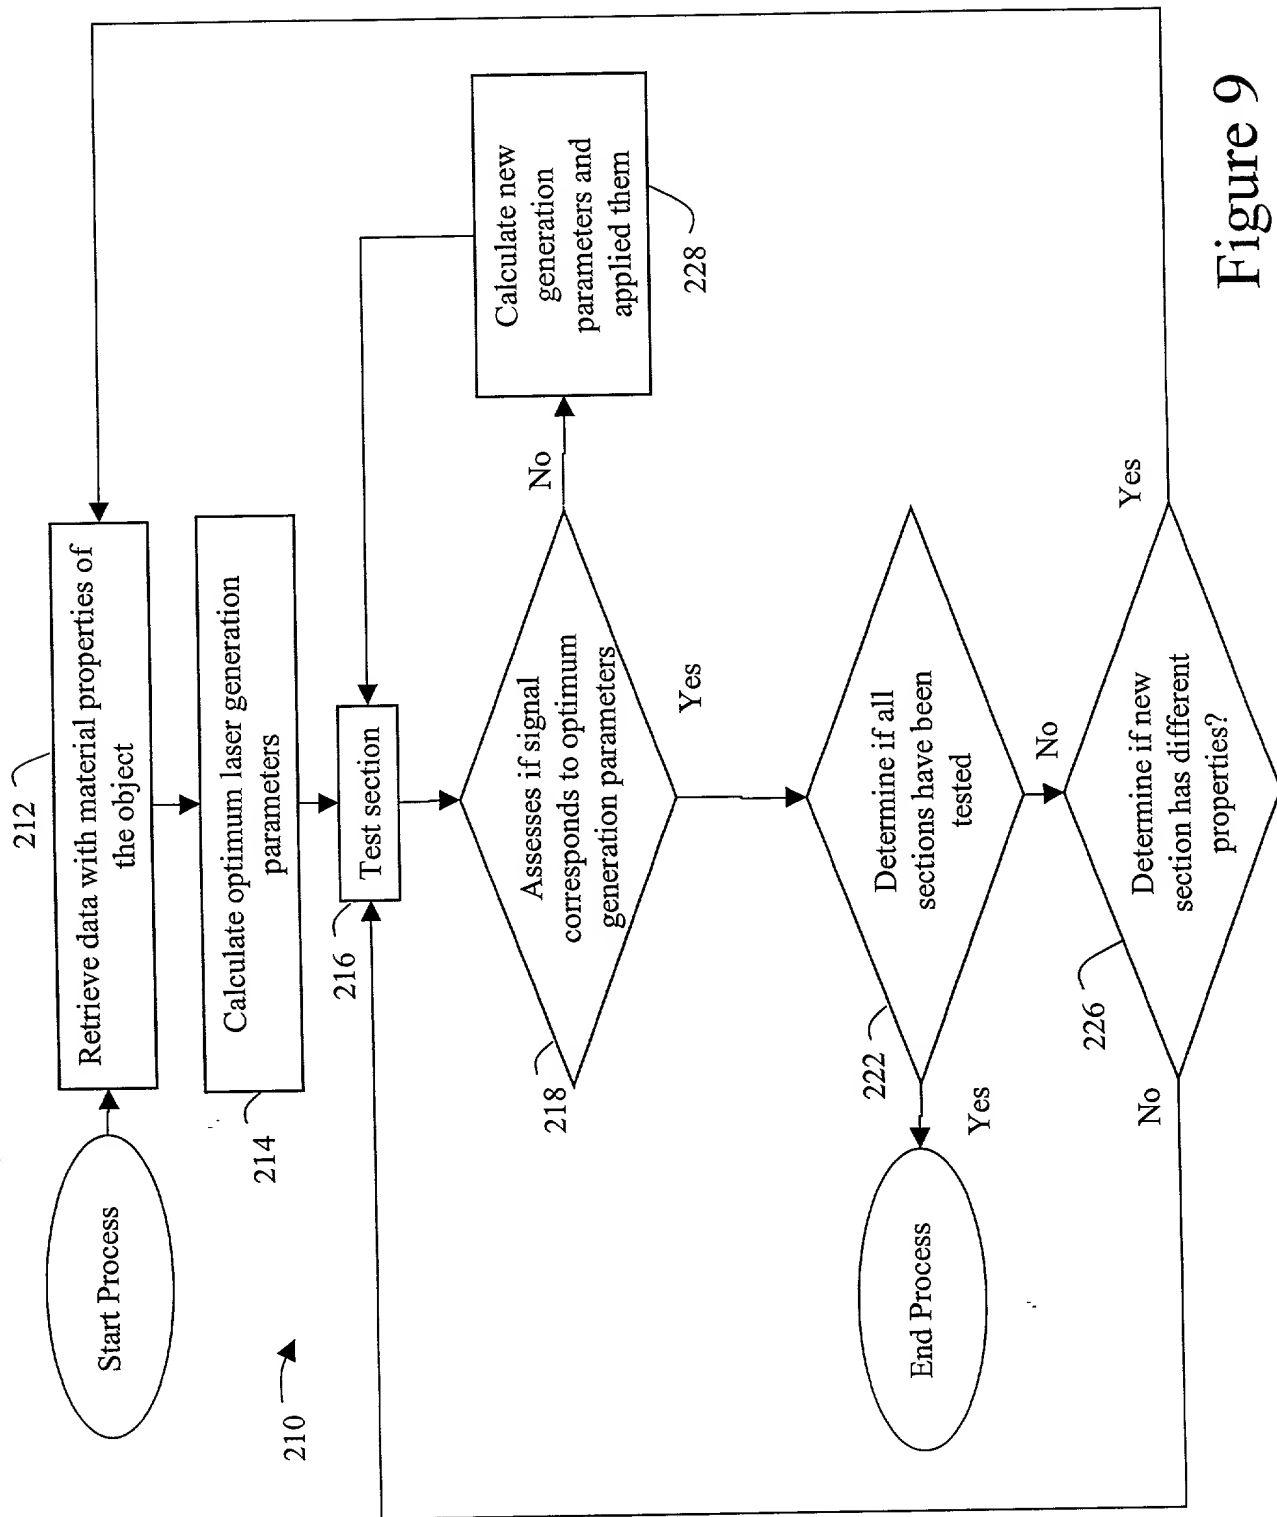 Start Process
212
Retrieve data with material properties of
the object
214
Calculate optimum laser generation
parameters
216
Test section
218
Assesses if signal
corresponds to optimum
generation parameters
No
Calculate new
generation
parameters and
applied them
228
Yes
222
Determine if all
sections have been
tested
Yes
End Process
No
226
Determine if new
section has different
properties?
Yes
No
210
Figure 9